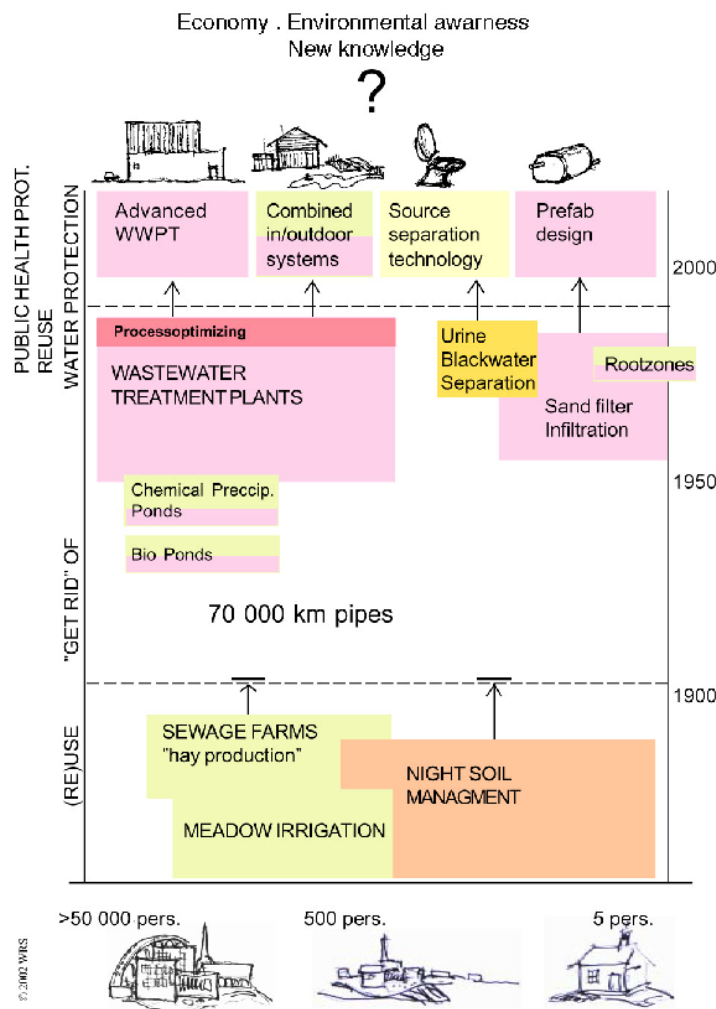 Economy . Environmental awarness
New knowledge
?
PUBLIC HEALTH PROT.
REUSE
WATER PROTECTION
Advanced
WWPT
Combined
in/outdoor
systems
Source
separation
technology
Prefab
design
2000
Processoptimizing
WASTEWATER
TREATMENT PLANTS
Urine
Blackwater
Separation
Rootzones
Sand filter
Infiltration
1950
Chemical Preccip.
Ponds
Bio Ponds
"GET RID" OF
70 000 km pipes
1900
(RE)USE
SEWAGE FARMS
"hay production"
NIGHT SOIL
MANAGMENT
MEADOW IRRIGATION
>50 000 pers.
500 pers.
5 pers.
© 2002 WRS